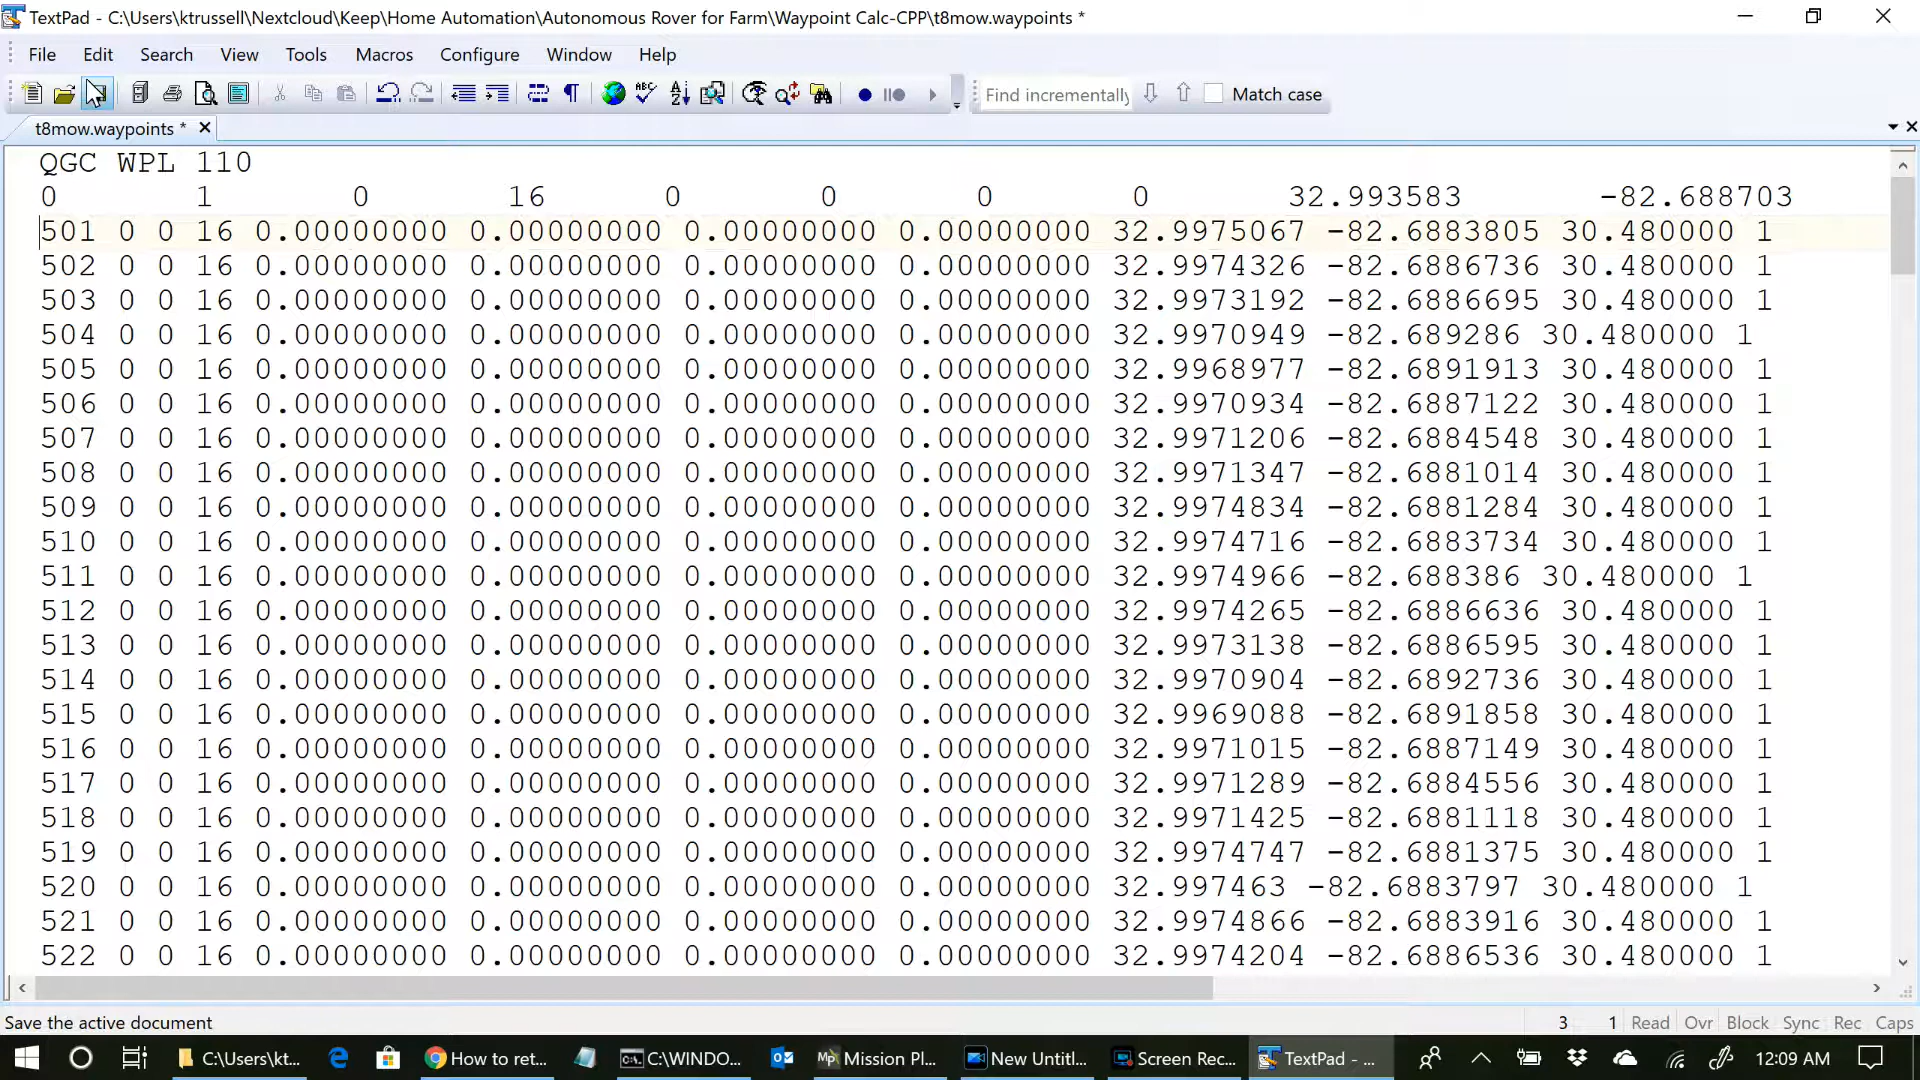 TextPad - C:\Users\ktrussell\Nextcloud\Keep\Home Automation\Autonomous Rover for Farm\Waypoint Calc-CPP\t8mow.waypoints *
File Edit Search View Tools Macros Configure Window Help
Find incrementally Match case
t8mow.waypoints *
QGC WPL 110
0 1 0 16 0 0 0 0 32.993583 -82.688703
501 0 0 16 0.00000000 0.00000000 0.00000000 0.00000000 32.9975067 -82.6883805 30.480000 1
502 0 0 16 0.00000000 0.00000000 0.00000000 0.00000000 32.9974326 -82.6886736 30.480000 1
503 0 0 16 0.00000000 0.00000000 0.00000000 0.00000000 32.9973192 -82.6886695 30.480000 1
504 0 0 16 0.00000000 0.00000000 0.00000000 0.00000000 32.9970949 -82.689286 30.480000 1
505 0 0 16 0.00000000 0.00000000 0.00000000 0.00000000 32.9968977 -82.6891913 30.480000 1
506 0 0 16 0.00000000 0.00000000 0.00000000 0.00000000 32.9970934 -82.6887122 30.480000 1
507 0 0 16 0.00000000 0.00000000 0.00000000 0.00000000 32.9971206 -82.6884548 30.480000 1
508 0 0 16 0.00000000 0.00000000 0.00000000 0.00000000 32.9971347 -82.6881014 30.480000 1
509 0 0 16 0.00000000 0.00000000 0.00000000 0.00000000 32.9974834 -82.6881284 30.480000 1
510 0 0 16 0.00000000 0.00000000 0.00000000 0.00000000 32.9974716 -82.6883734 30.480000 1
511 0 0 16 0.00000000 0.00000000 0.00000000 0.00000000 32.9974966 -82.688386 30.480000 1
512 0 0 16 0.00000000 0.00000000 0.00000000 0.00000000 32.9974265 -82.6886636 30.480000 1
513 0 0 16 0.00000000 0.00000000 0.00000000 0.00000000 32.9973138 -82.6886595 30.480000 1
514 0 0 16 0.00000000 0.00000000 0.00000000 0.00000000 32.9970904 -82.6892736 30.480000 1
515 0 0 16 0.00000000 0.00000000 0.00000000 0.00000000 32.9969088 -82.6891858 30.480000 1
516 0 0 16 0.00000000 0.00000000 0.00000000 0.00000000 32.9971015 -82.6887149 30.480000 1
517 0 0 16 0.00000000 0.00000000 0.00000000 0.00000000 32.9971289 -82.6884556 30.480000 1
518 0 0 16 0.00000000 0.00000000 0.00000000 0.00000000 32.9971425 -82.6881118 30.480000 1
519 0 0 16 0.00000000 0.00000000 0.00000000 0.00000000 32.9974747 -82.6881375 30.480000 1
520 0 0 16 0.00000000 0.00000000 0.00000000 0.00000000 32.997463 -82.6883797 30.480000 1
521 0 0 16 0.00000000 0.00000000 0.00000000 0.00000000 32.9974866 -82.6883916 30.480000 1
522 0 0 16 0.00000000 0.00000000 0.00000000 0.00000000 32.9974204 -82.6886536 30.480000 1
Save the active document 3 1 Read Ovr Block Sync Rec Caps
C:\Users\kt... How to ret... C:\WINDO... Mission Pl... New Untitl... Screen Rec... TextPad - ... 12:09 AM